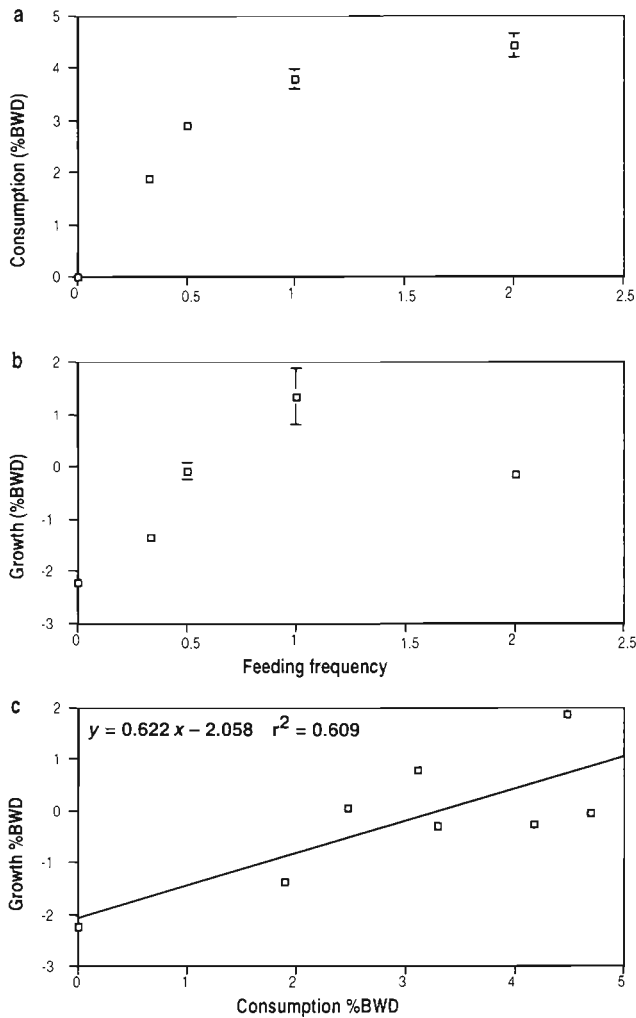 a
5
4
3
2
1
0
Consumption (%BWD)
0 0.5 1 1.5 2 2.5
b
2
1
0
-1
-2
-3
Growth (%BWD)
0 0.5 1 1.5 2 2.5
Feeding frequency
c
y = 0.622 x – 2.058 r2 = 0.609
2
1
0
-1
-2
-3
Growth %BWD
0 1 2 3 4 5
Consumption %BWD